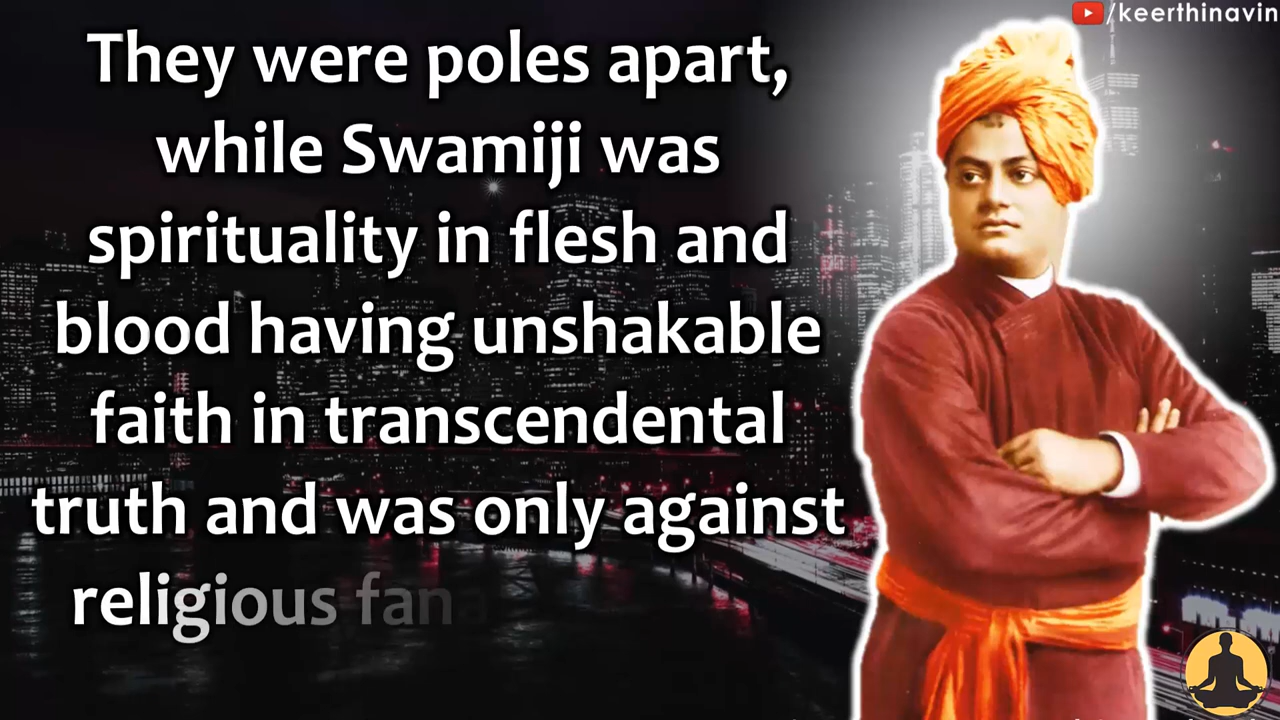 /keerthinavin
They were poles apart,
while Swamiji was
spirituality in flesh and
blood having unshakable
faith in transcendental
truth and was only against
religious fan